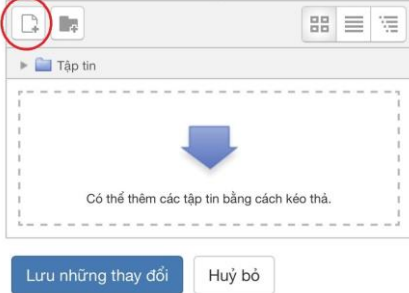 Tập tin
Có thể thêm các tập tin bằng cách kéo thả.
Lưu những thay đổi
Huỷ bỏ